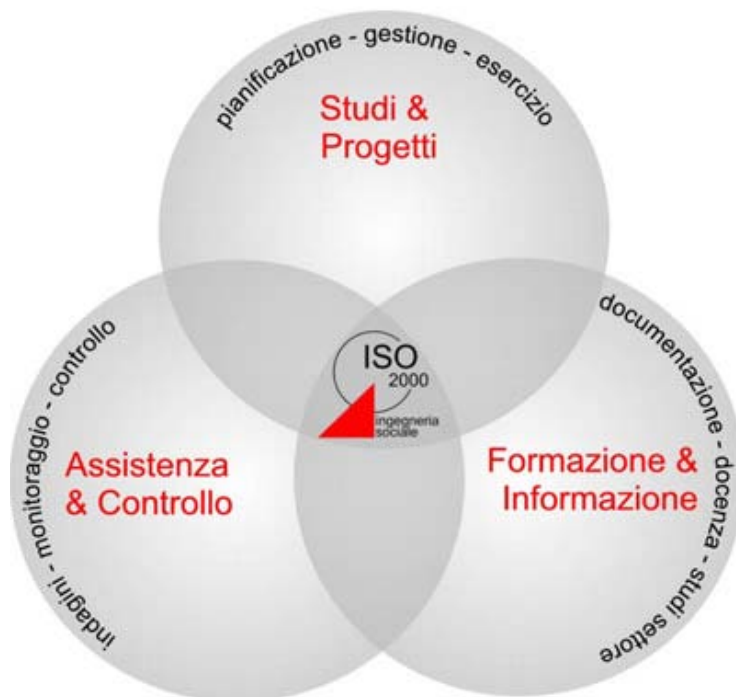 pianificazione - gestione - esercizio
Studi &
Progetti
ISO
2000
ingegneria
sociale
indagini - monitoraggio - controllo
Assistenza
& Controllo
documentazione - docenza - studi settore
Formazione &
Informazione